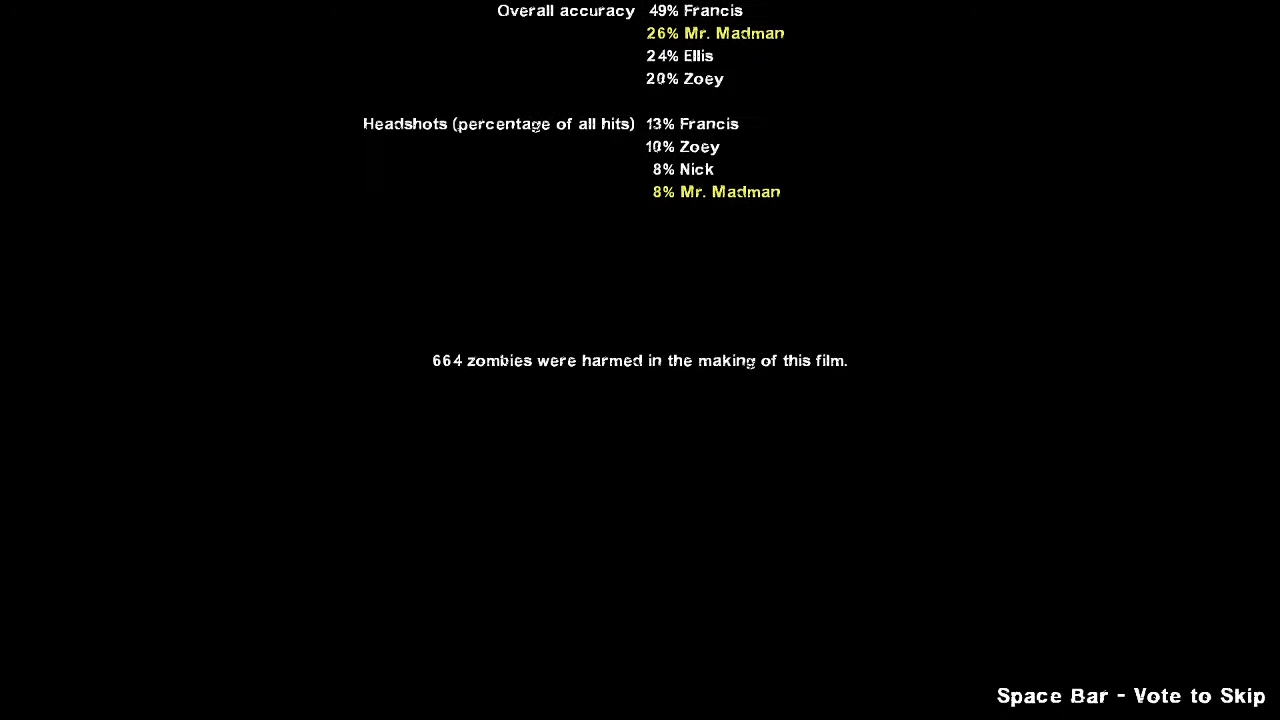 Overall accuracy 49% Francis
26% Mr. Madman
24% Ellis
20% Zoey
Headshots (percentage of all hits) 13% Francis
10% Zoey
8% Nick
8% Mr. Madman
664 zombies were harmed in the making of this film.
Space Bar - Vote to Skip